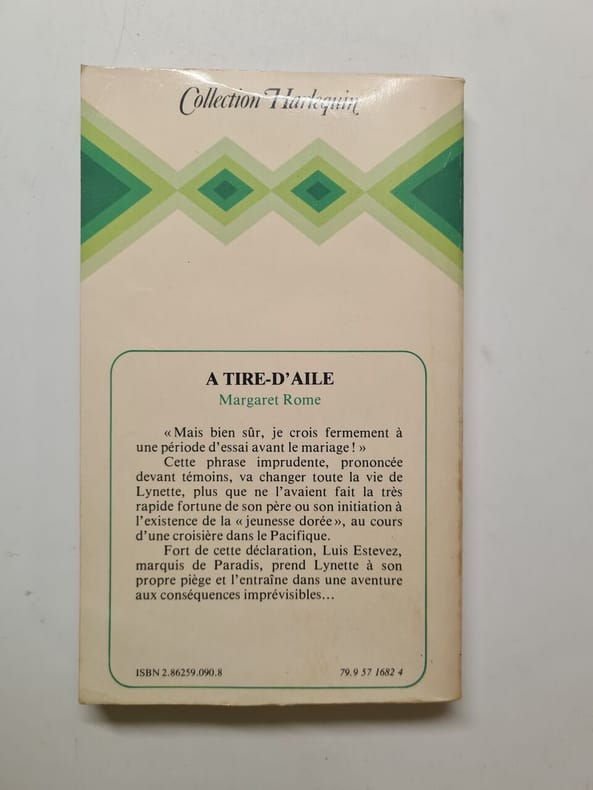 Collection Harlequin
A TIRE-D'AILE
Margaret Rome
« Mais bien sûr, je crois fermement à
une période d'essai avant le mariage ! »
Cette phrase imprudente, prononcée
devant témoins, va changer toute la vie de
Lynette, plus que ne l'avaient fait la très
rapide fortune de son père ou son initiation à
l'existence de la « jeunesse dorée », au cours
d'une croisière dans le Pacifique.
Fort de cette déclaration, Luis Estevez,
marquis de Paradis, prend Lynette à son
propre piège et l'entraîne dans une aventure
aux conséquences imprévisibles...
ISBN 2.86259.090.8 79.9 57 1682 4